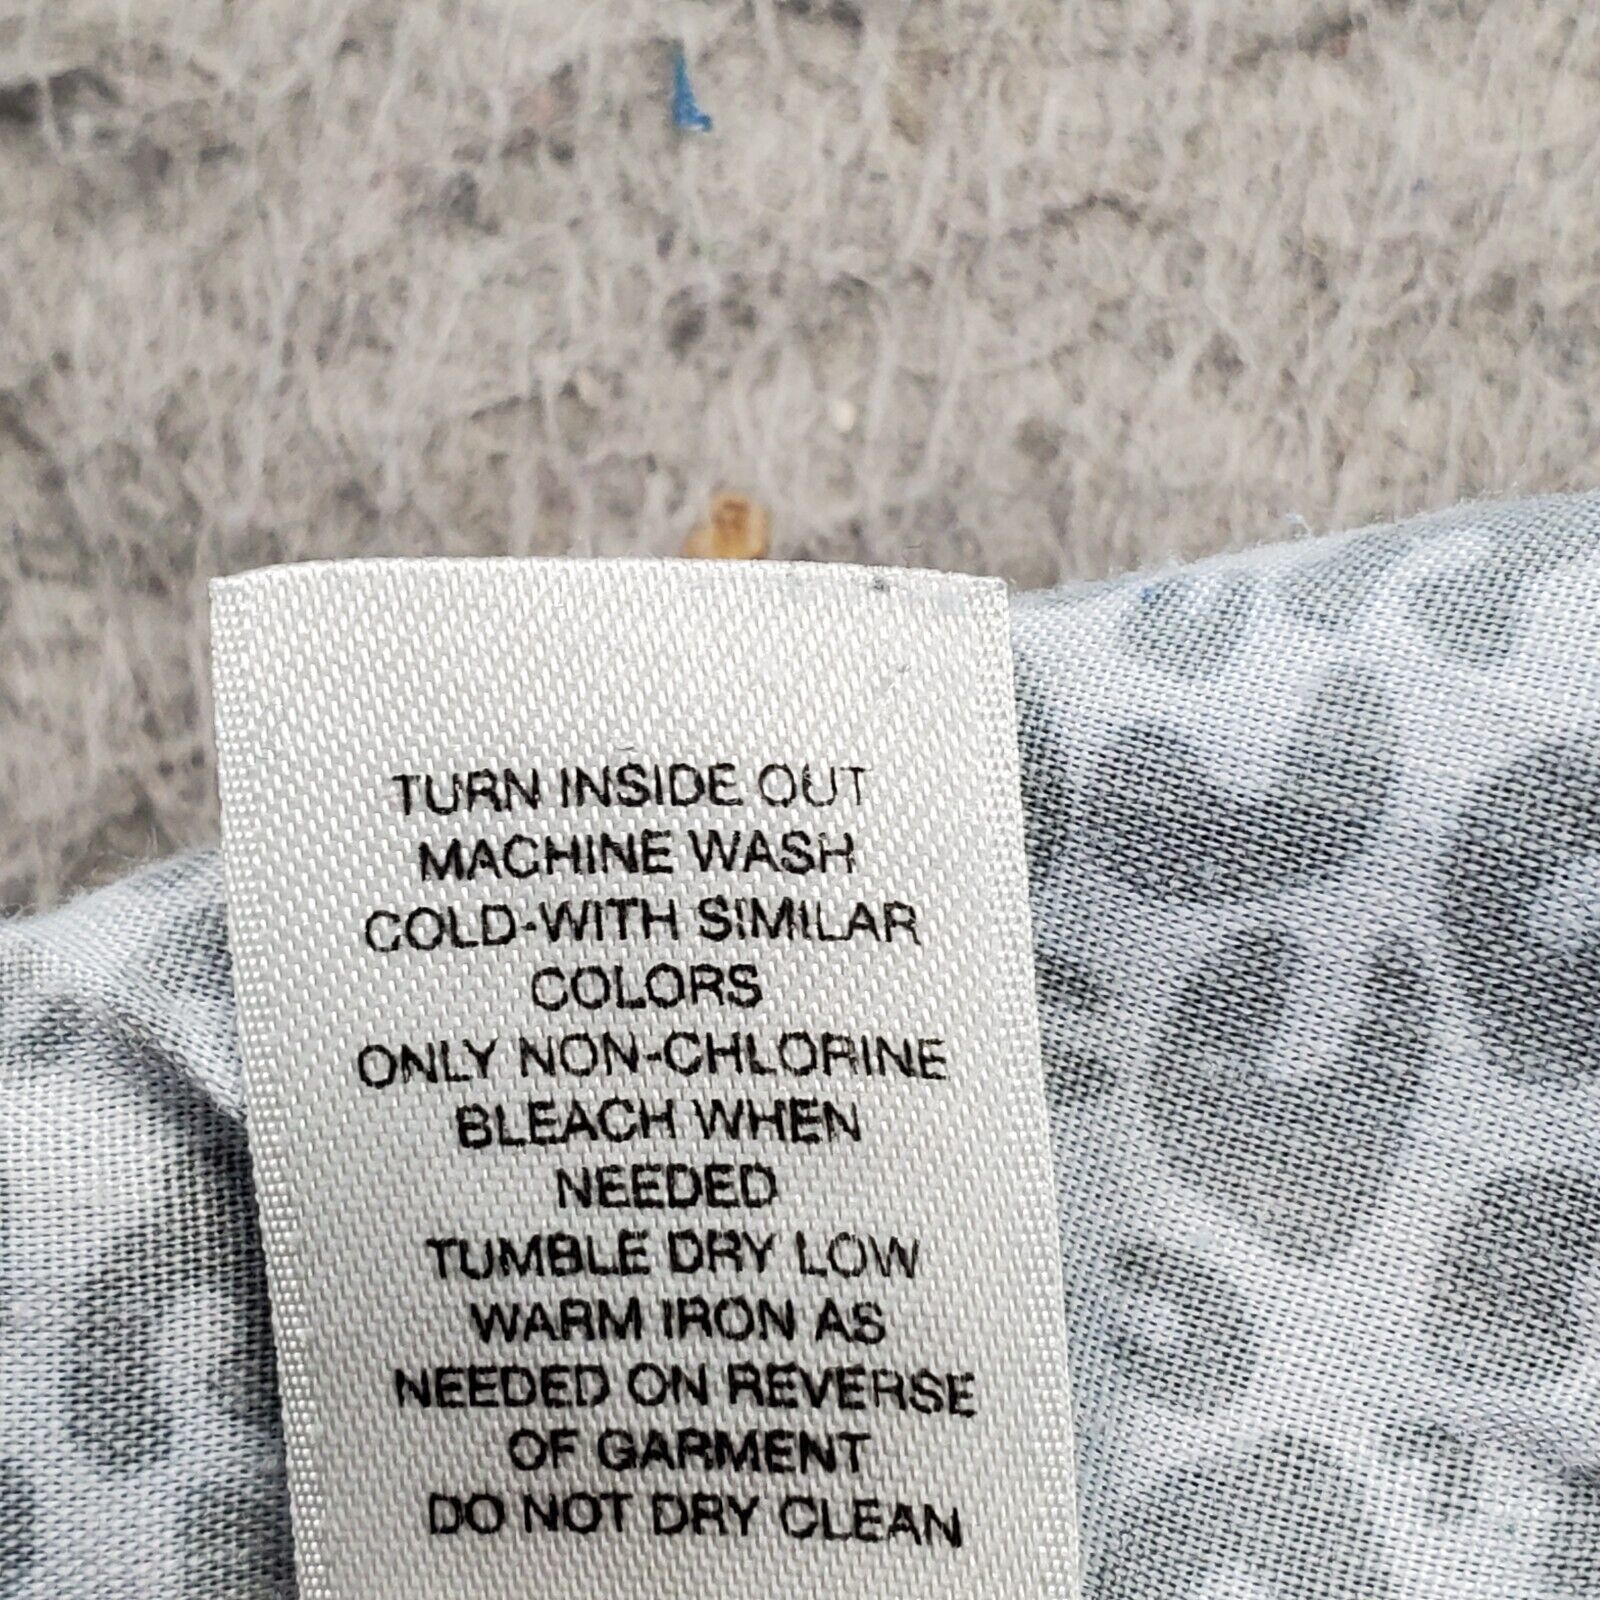 TURN INSIDE OUT
MACHINE WASH
COLD-WITH SIMILAR
COLORS
ONLY NON-CHLORINE
BLEACH WHEN
NEEDED
TUMBLE DRY LOW
WARM IRON AS
NEEDED ON REVERSE
OF GARMENT
DO NOT DRY CLEAN